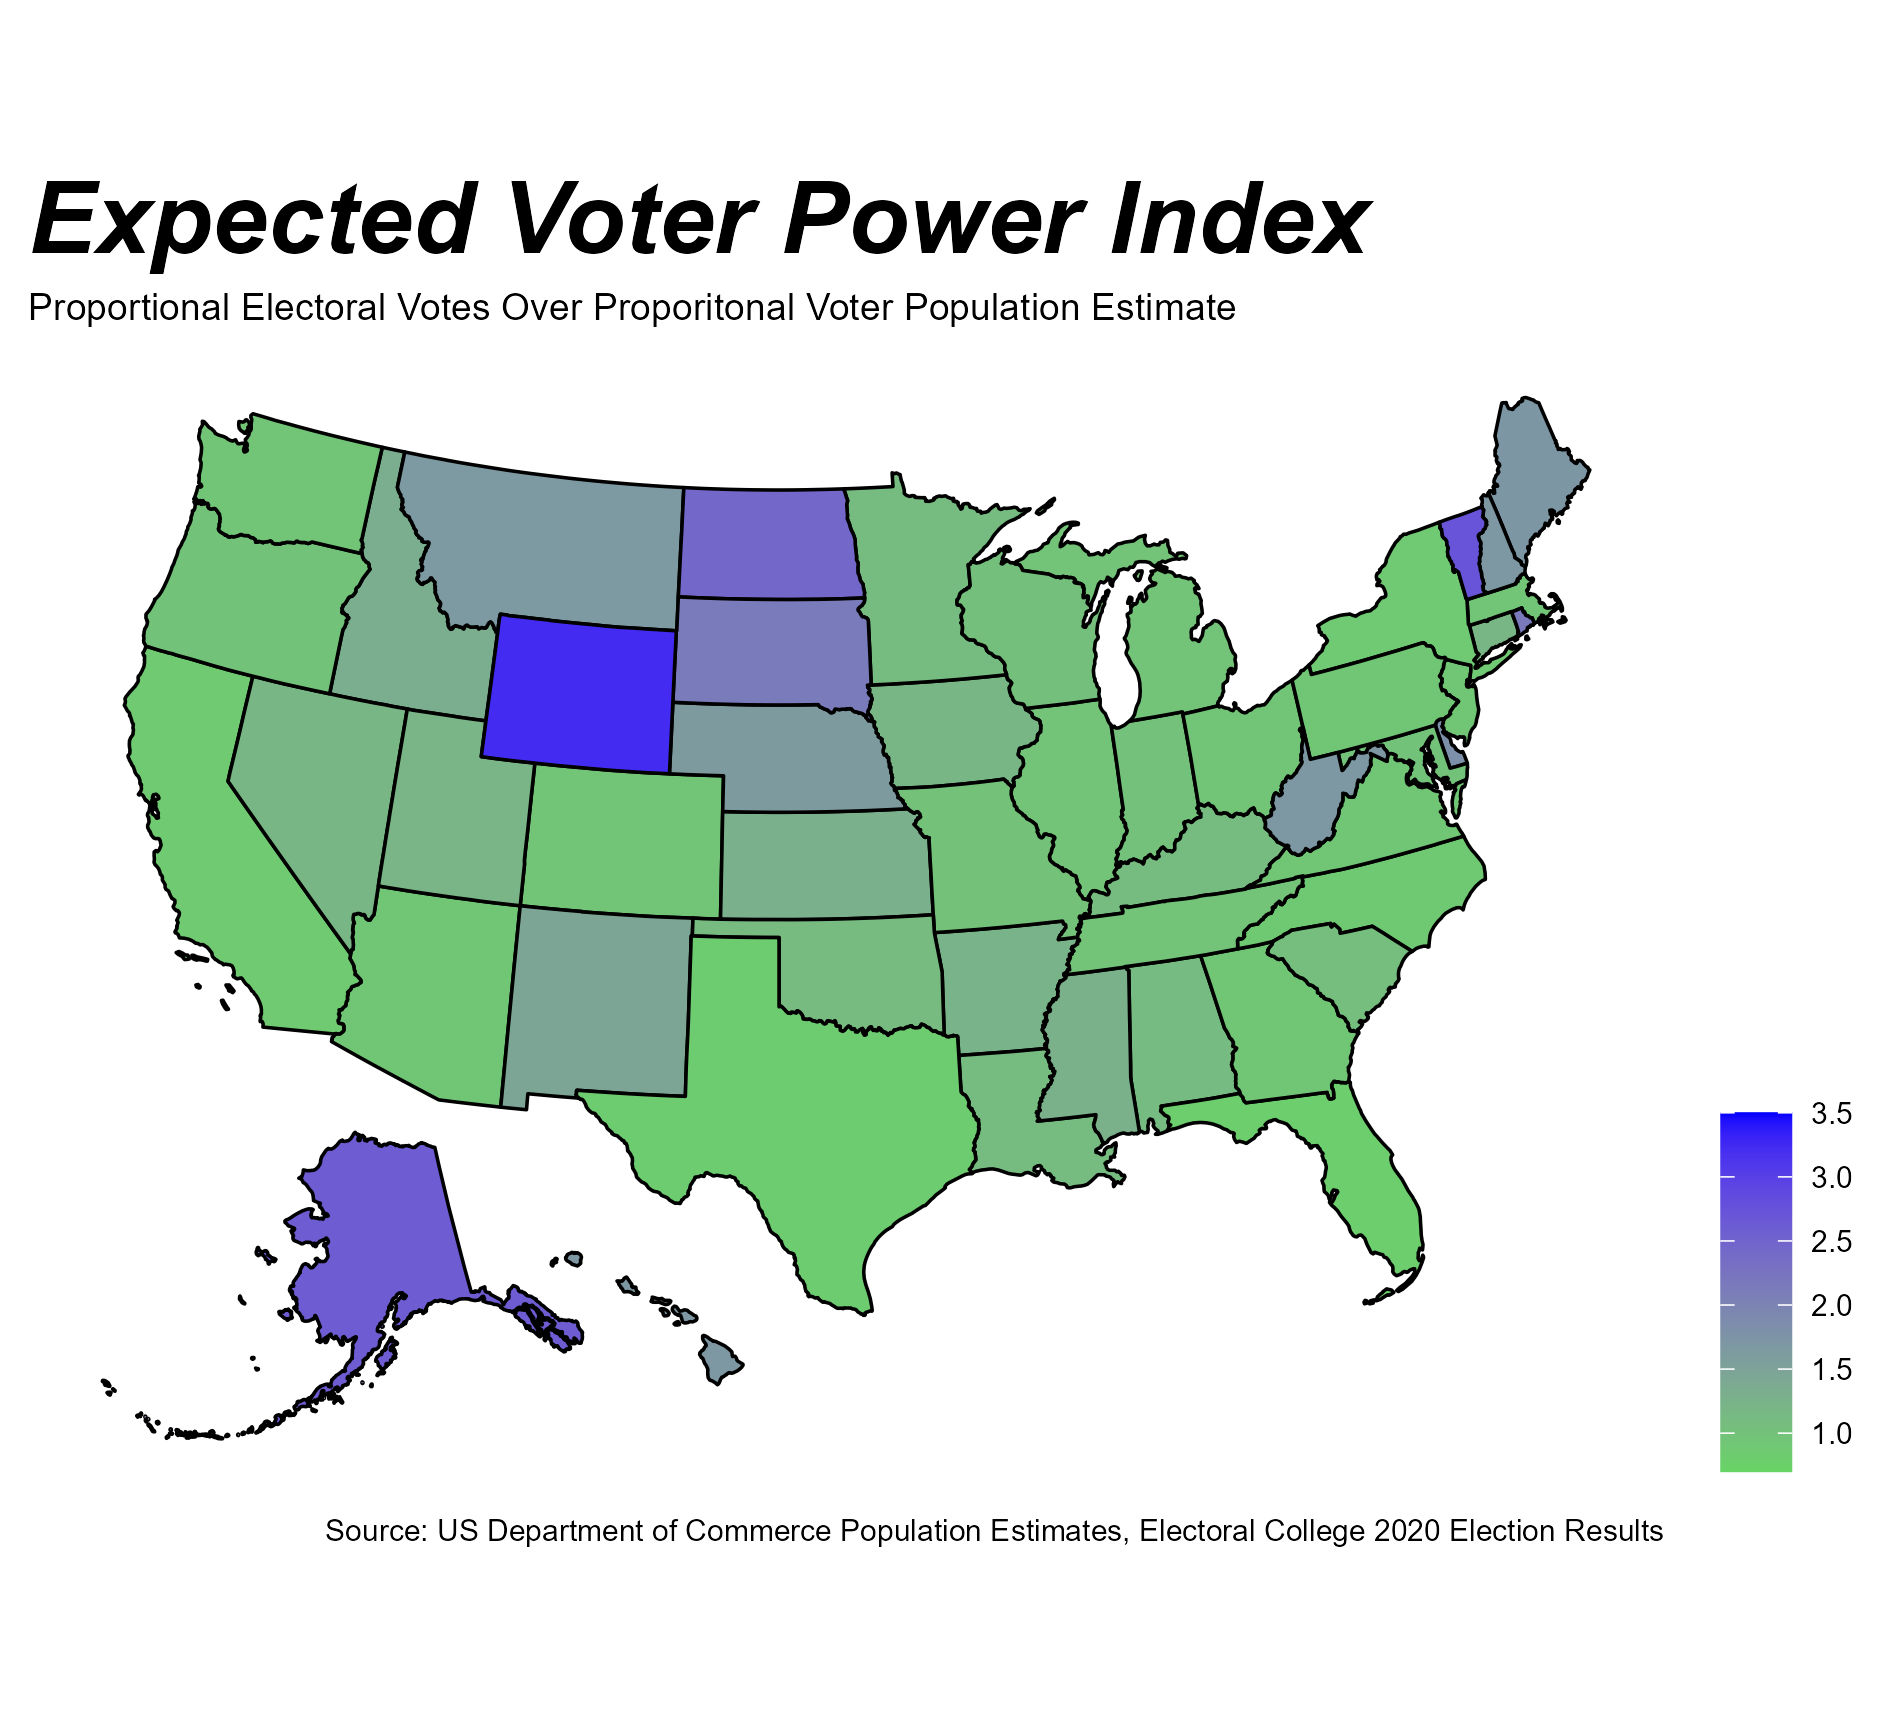 Expected Voter Power Index
Proportional Electoral Votes Over Proporitonal Voter Population Estimate
3.5
3.0
2.5
2.0
1.5
1.0
Source: US Department of Commerce Population Estimates, Electoral College 2020 Election Results